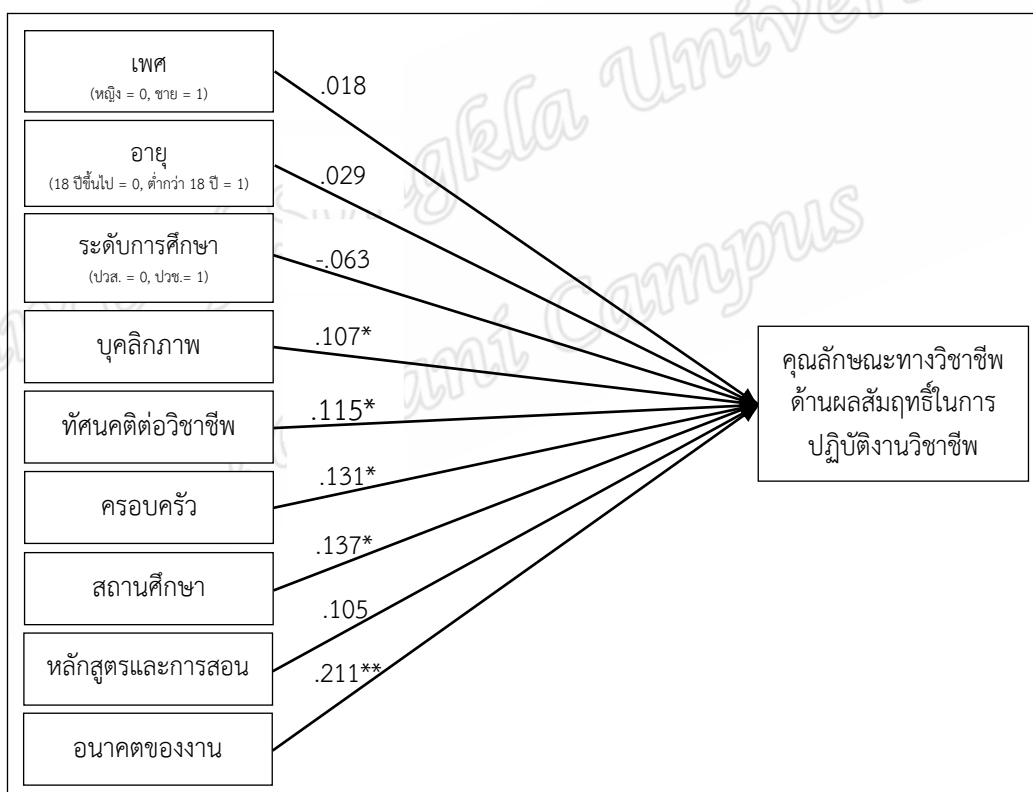 เพศ
(หญิง = 0, ชาย = 1)
.018
อายุ
(18 ปีขึ้นไป = 0, ต่ำกว่า 18 ปี = 1)
.029
ระดับการศึกษา
(ปวส. = 0, ปวช.= 1)
-.063
บุคลิกภาพ
.107*
ทัศนคติต่อวิชาชีพ
.115*
ครอบครัว
.131*
สถานศึกษา
.137*
หลักสูตรและการสอน
.105
อนาคตของงาน
.211**
คุณลักษณะทางวิชาชีพ
ด้านผลสัมฤทธิ์ในการ
ปฏิบัติงานวิชาชีพ
Campus